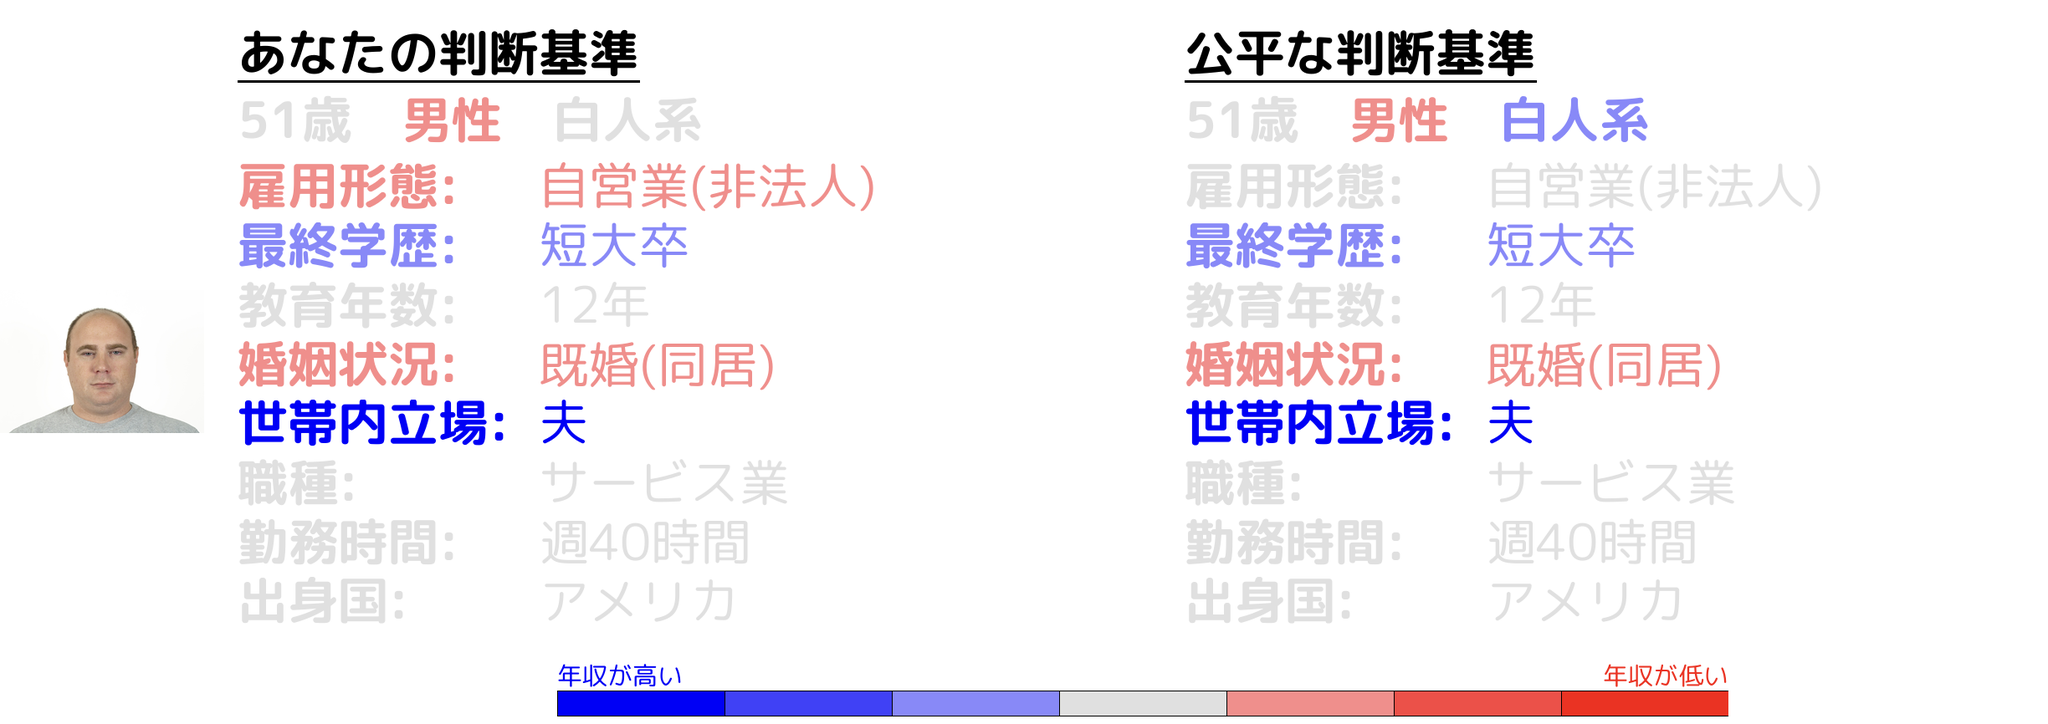 あなたの判断基準
51歳 男性 白人系
雇用形態: 自営業(非法人)
最終学歴: 短大卒
教育年数: 12年
婚姻状況: 既婚(同居)
世帯内立場: 夫
職種: サービス業
勤務時間: 週40時間
出身国: アメリカ
公平な判断基準
51歳 男性 白人系
雇用形態: 自営業(非法人)
最終学歴: 短大卒
教育年数: 12年
婚姻状況: 既婚(同居)
世帯内立場: 夫
職種: サービス業
勤務時間: 週40時間
出身国: アメリカ
年収が高い
年収が低い